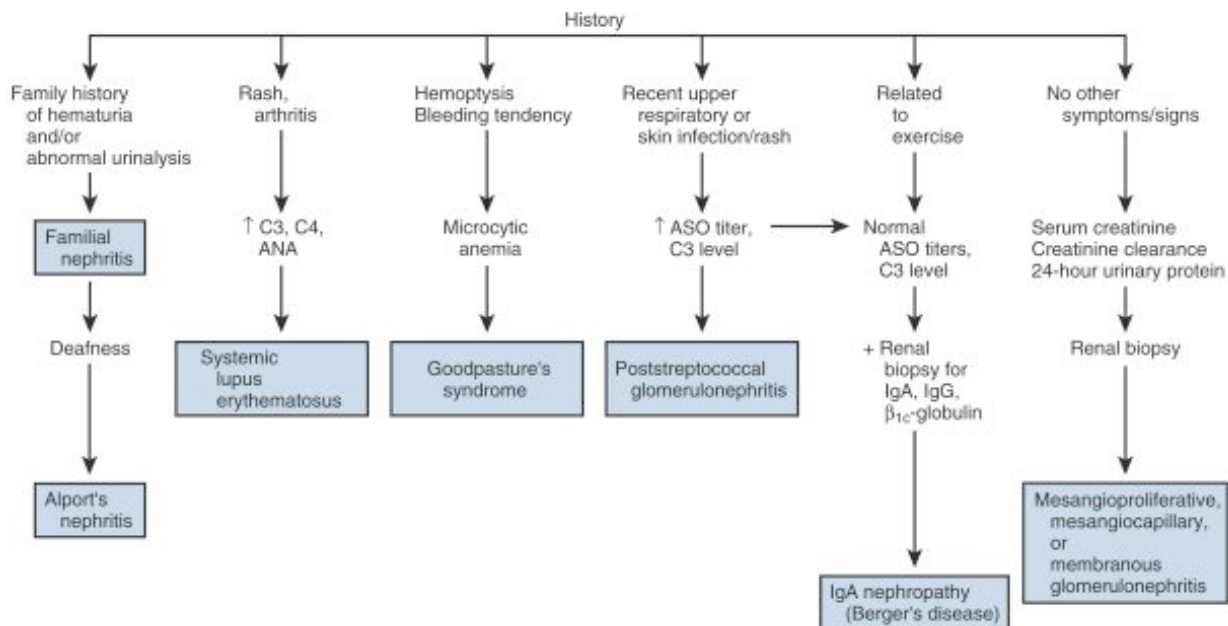 History
Family history
of hematuria
and/or
abnormal urinalysis
Familial
nephritis
Deafness
Alport's
nephritis
Rash,
arthritis
↑ C3, C4,
ANA
Systemic
lupus
erythematosus
Hemoptysis
Bleeding tendency
Microcytic
anemia
Goodpasture's
syndrome
Recent upper
respiratory or
skin infection/rash
↑ ASO titer,
C3 level
Poststreptococcal
glomerulonephritis
Related
to
exercise
Normal
ASO titers,
C3 level
+ Renal
biopsy for
IgA, IgG,
β1c-globulin
IgA nephropathy
(Berger's disease)
No other
symptoms/signs
Serum creatinine
Creatinine clearance
24-hour urinary protein
Renal biopsy
Mesangioproliferative,
mesangiocapillary,
or
membranous
glomerulonephritis